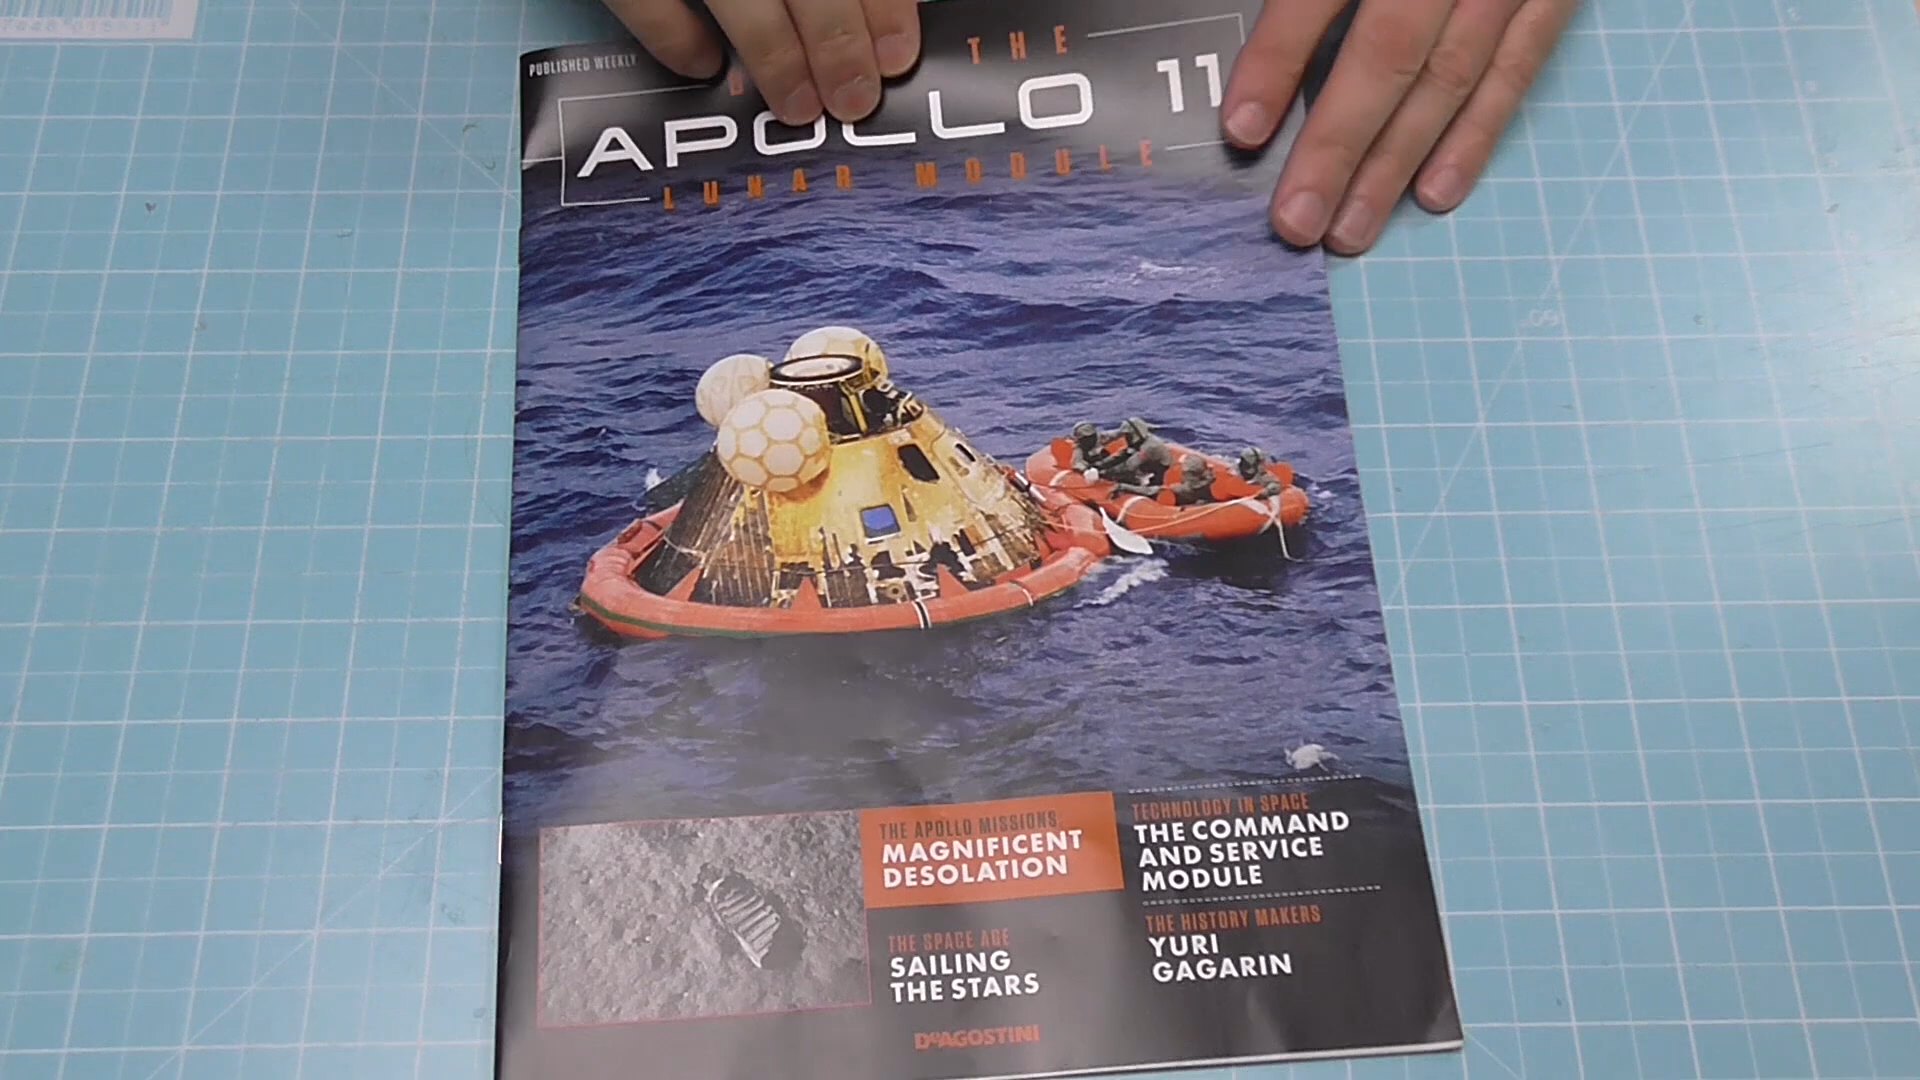 PUBLISHED WEEKLY
THE
APOLLO 11
LUNAR MODULE
THE APOLLO MISSIONS
MAGNIFICENT
DESOLATION
THE SPACE AGE
SAILING
THE STARS
TECHNOLOGY IN SPACE
THE COMMAND
AND SERVICE
MODULE
THE HISTORY MAKERS
YURI
GAGARIN
DeAGOSTINI